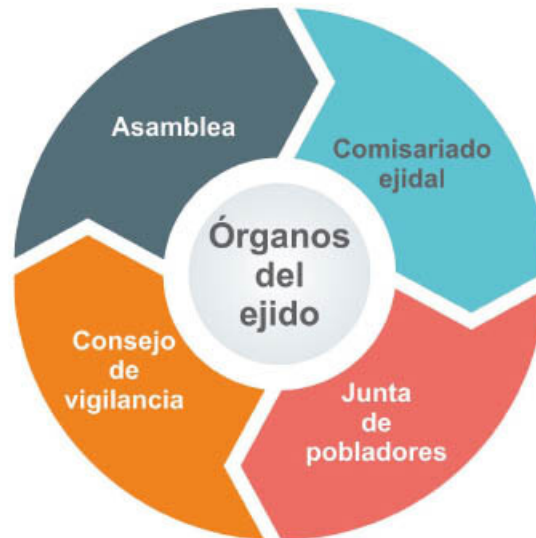 Asamblea
Comisariado
ejidal
Órganos
del
ejido
Consejo
de
vigilancia
Junta
de
pobladores